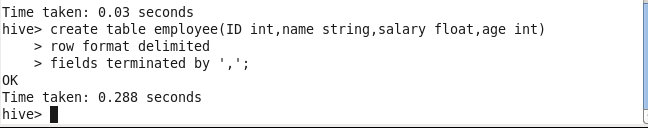 Time taken: 0.03 seconds
hive> create table employee(ID int,name string,salary float,age int)
    > row format delimited
    > fields terminated by ',';
OK
Time taken: 0.288 seconds
hive>